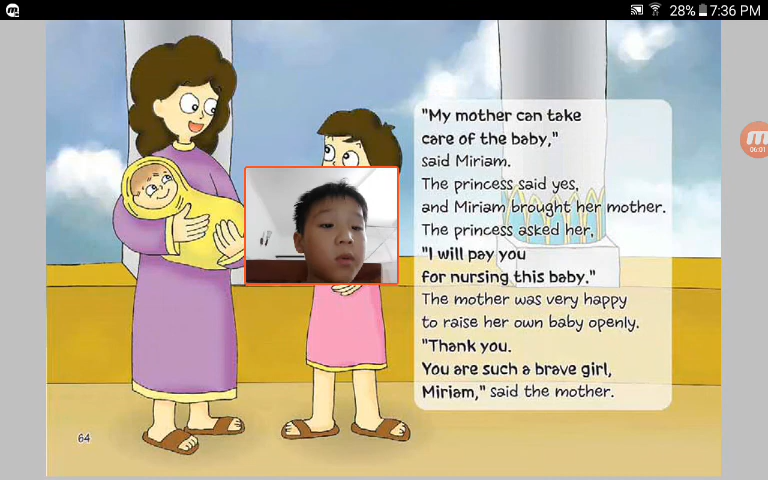 28% 7:36 PM
"My mother can take
care of the baby,"
said Miriam.
The princess said yes,
and Miriam brought her mother.
The princess asked her,
"I will pay you
for nursing this baby."
The mother was very happy
to raise her own baby openly.
"Thank you.
You are such a brave girl,
Miriam," said the mother.
06:01
64